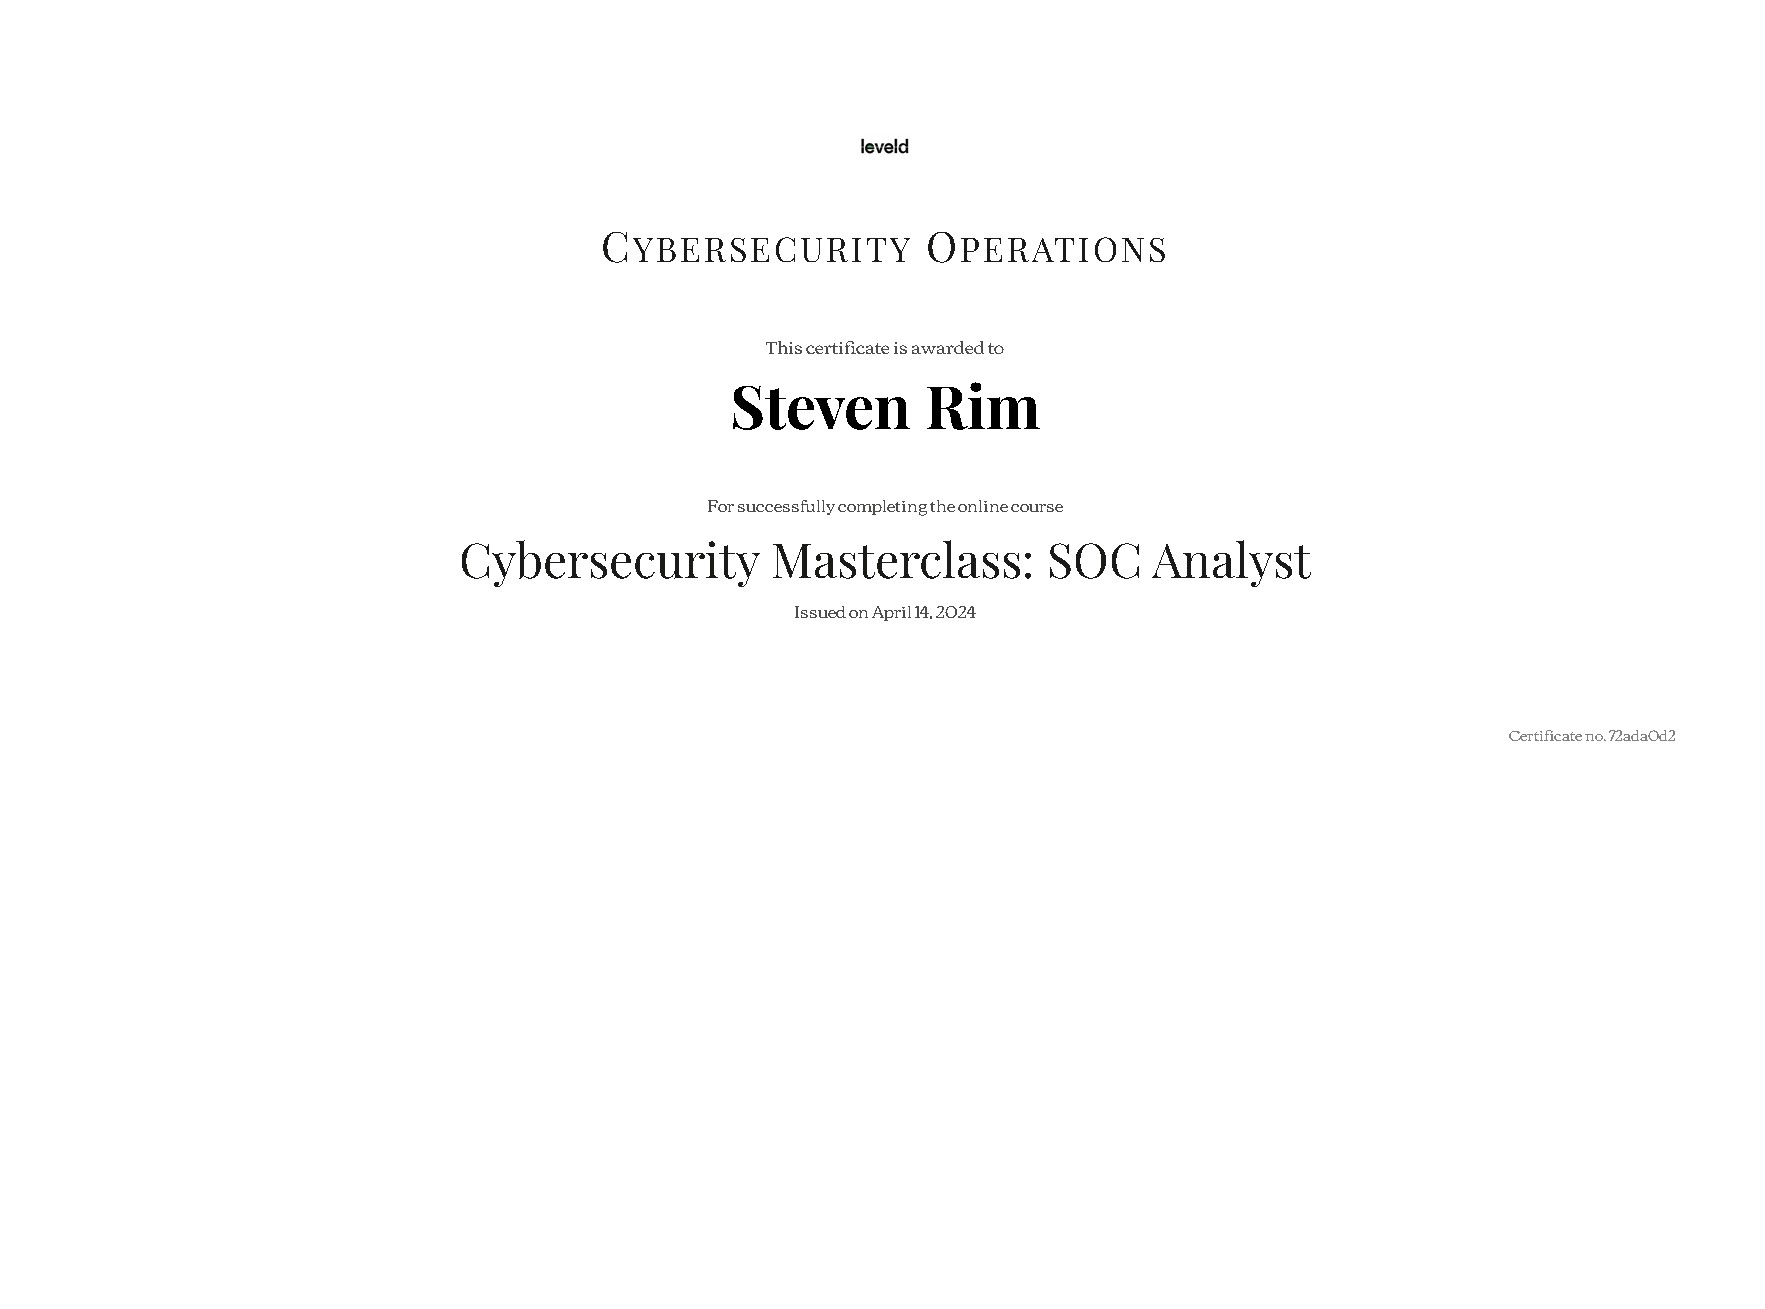 leveld
Cybersecurity Operations
This certificate is awarded to
Steven Rim
For successfully completing the online course
Cybersecurity Masterclass: SOC Analyst
Issued on April 14, 2024
Certificate no. 72ada0d2